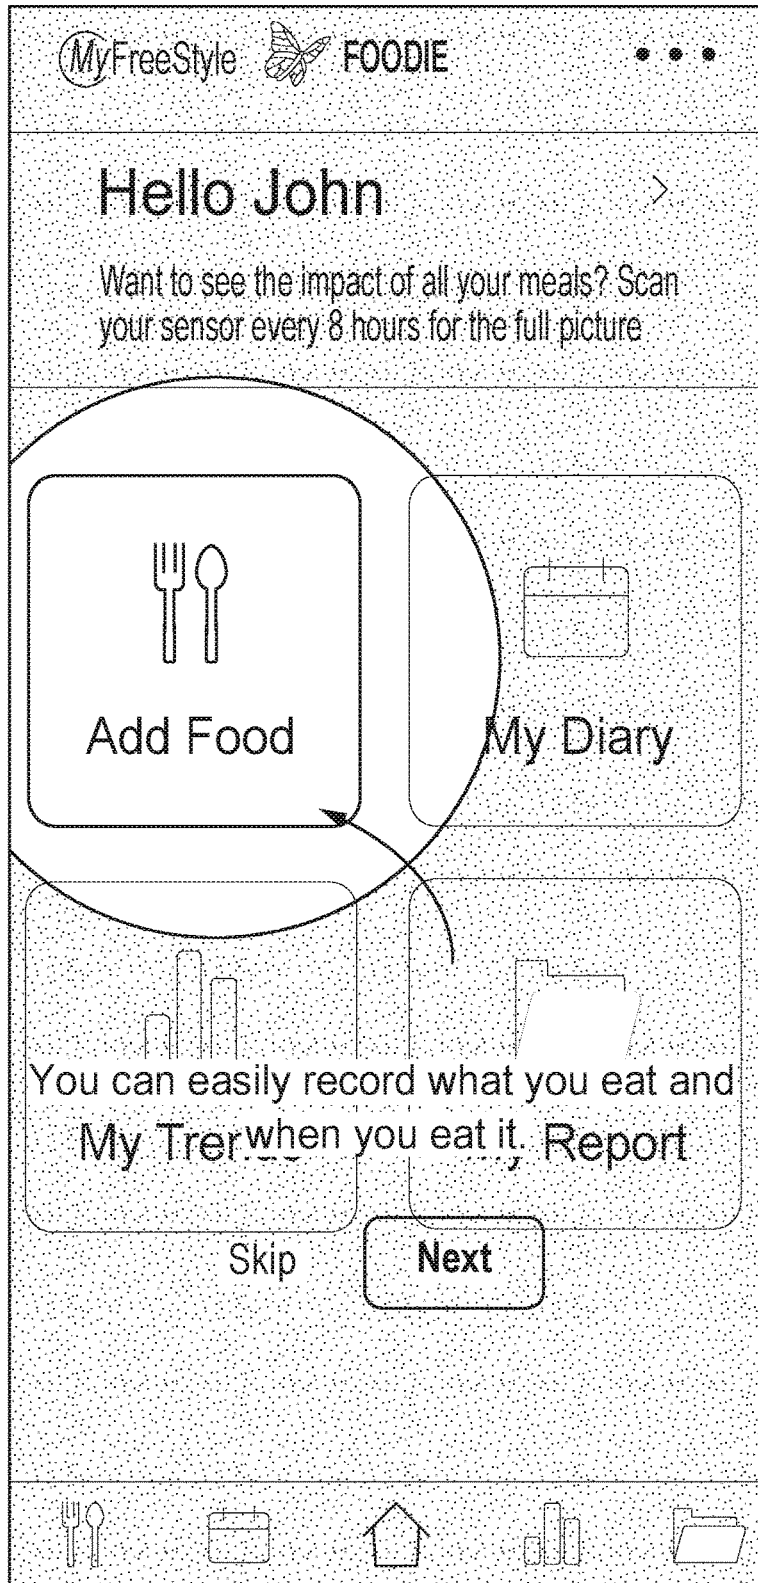 MyFreeStyle FOODIE
Hello John
Want to see the impact of all your meals? Scan
your sensor every 8 hours for the full picture
Add Food
My Diary
You can easily record what you eat and
when you eat it.
My Report
Skip
Next